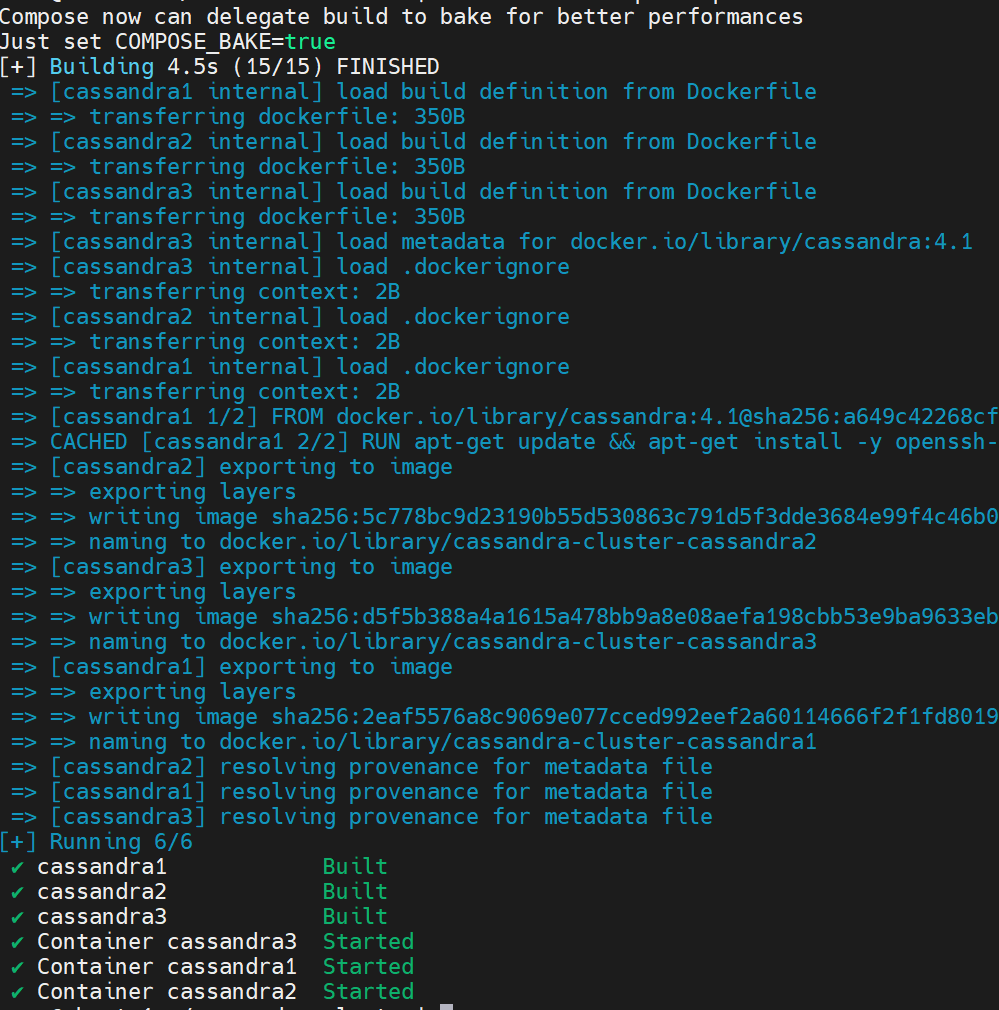 Compose now can delegate build to bake for better performances
Just set COMPOSE_BAKE=true
[+] Building 4.5s (15/15) FINISHED
=> [cassandra1 internal] load build definition from Dockerfile
=> => transferring dockerfile: 350B
=> [cassandra2 internal] load build definition from Dockerfile
=> => transferring dockerfile: 350B
=> [cassandra3 internal] load build definition from Dockerfile
=> => transferring dockerfile: 350B
=> [cassandra3 internal] load metadata for docker.io/library/cassandra:4.1
=> [cassandra3 internal] load .dockerignore
=> => transferring context: 2B
=> [cassandra2 internal] load .dockerignore
=> => transferring context: 2B
=> [cassandra1 internal] load .dockerignore
=> => transferring context: 2B
=> [cassandra1 1/2] FROM docker.io/library/cassandra:4.1@sha256:a649c42268cf
=> CACHED [cassandra1 2/2] RUN apt-get update && apt-get install -y openssh-
=> [cassandra2] exporting to image
=> => exporting layers
=> => writing image sha256:5c778bc9d23190b55d530863c791d5f3dde3684e99f4c46b0
=> => naming to docker.io/library/cassandra-cluster-cassandra2
=> [cassandra3] exporting to image
=> => exporting layers
=> => writing image sha256:d5f5b388a4a1615a478bb9a8e08aefa198cbb53e9ba9633eb
=> => naming to docker.io/library/cassandra-cluster-cassandra3
=> [cassandra1] exporting to image
=> => exporting layers
=> => writing image sha256:2eaf5576a8c9069e077cced992eef2a60114666f2f1fd8019
=> => naming to docker.io/library/cassandra-cluster-cassandra1
=> [cassandra2] resolving provenance for metadata file
=> [cassandra1] resolving provenance for metadata file
=> [cassandra3] resolving provenance for metadata file
[+] Running 6/6
✔ cassandra1 Built
✔ cassandra2 Built
✔ cassandra3 Built
✔ Container cassandra3 Started
✔ Container cassandra1 Started
✔ Container cassandra2 Started